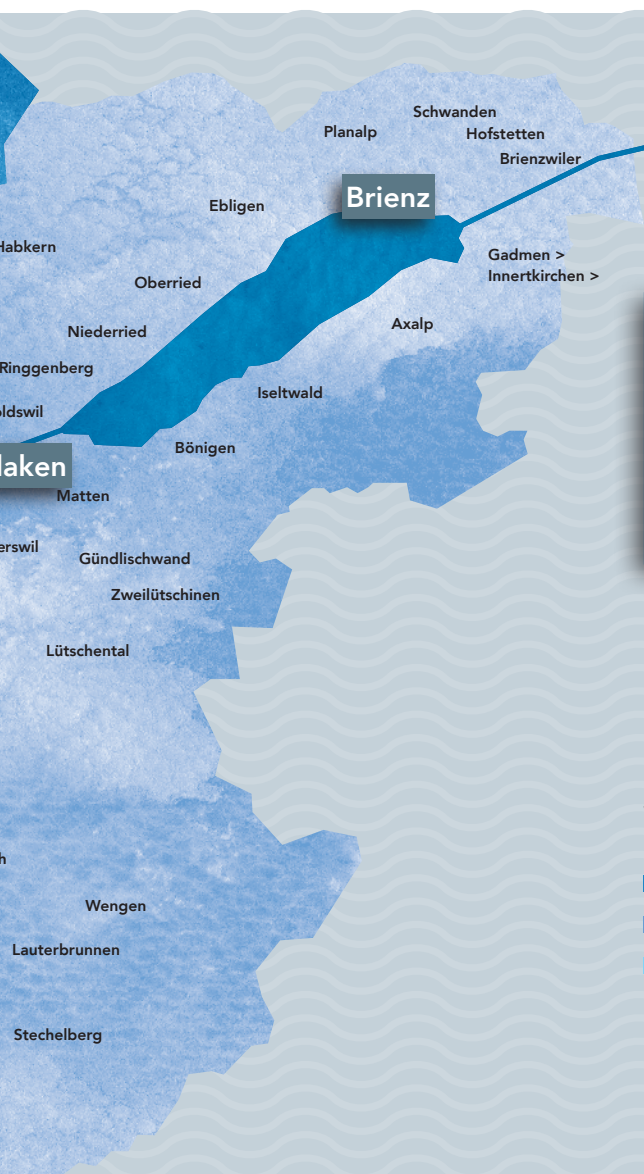 Schwanden
Planalp
Hofstetten
Brienzwiler
Brienz
Ebligen
Habkern
Gadmen >
Innertkirchen >
Oberried
Axalp
Niederried
Ringgenberg
Iseltwald
oldswil
Bönigen
laken
Matten
erswil
Gündlischwand
Zweilütschinen
Lütschental
h
Wengen
Lauterbrunnen
Stechelberg